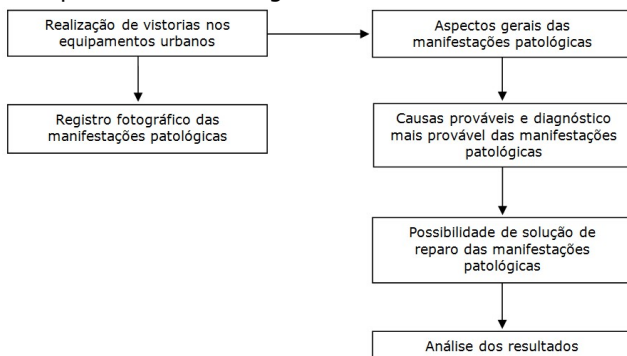 Realização de vistorias nos
equipamentos urbanos
Registro fotográfico das
manifestações patológicas
Aspectos gerais das
manifestações patológicas
Causas prováveis e diagnóstico
mais provável das manifestações
patológicas
Possibilidade de solução de
reparo das manifestações
patológicas
Análise dos resultados